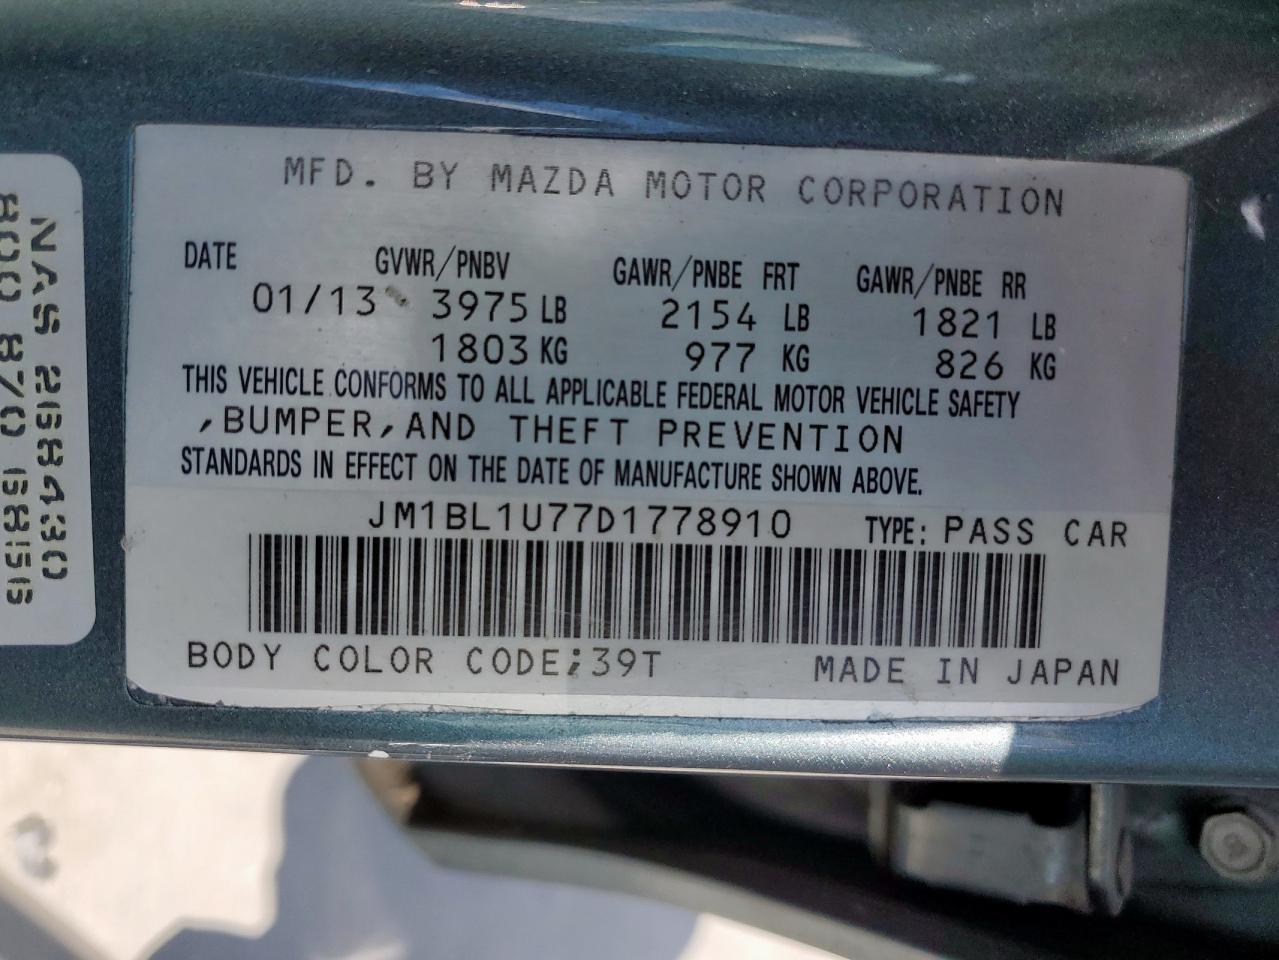 MFD. BY MAZDA MOTOR CORPORATION
DATE GVWR/PNBV GAWR/PNBE FRT GAWR/PNBE RR
01/13 3975 LB 2154 LB 1821 LB
1803 KG 977 KG 826 KG
THIS VEHICLE CONFORMS TO ALL APPLICABLE FEDERAL MOTOR VEHICLE SAFETY
,BUMPER,AND THEFT PREVENTION
STANDARDS IN EFFECT ON THE DATE OF MANUFACTURE SHOWN ABOVE.
JM1BL1U77D1778910 TYPE: PASS CAR
BODY COLOR CODE;39T MADE IN JAPAN
NAS 268430
800 870